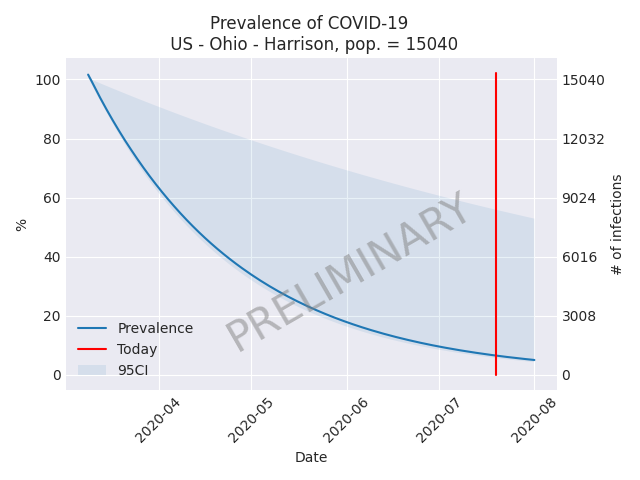 Prevalence of COVID-19
US - Ohio - Harrison, pop. = 15040
100
80
60
40
20
0
%
15040
12032
9024
6016
3008
0
# of infections
PRELIMINARY
Prevalence
Today
95CI
2020-04
2020-05
2020-06
2020-07
2020-08
Date